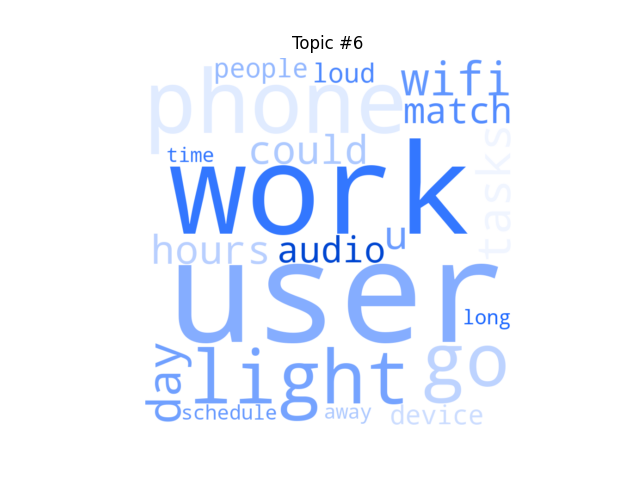 Topic #6
people loud wifi
phone match
could tasks
time
work
hours audio u
user
long
day light go
schedule away device